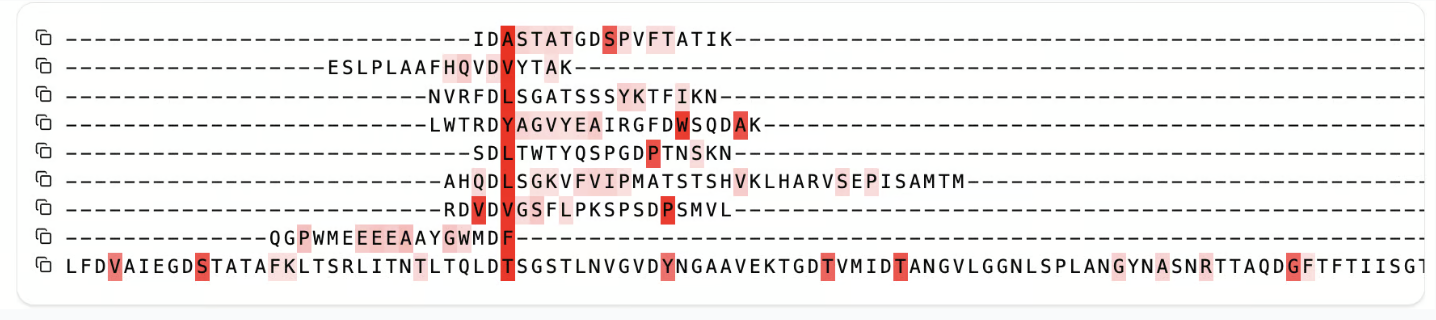 ----------------------------IDASTATGDSPVFTATIK------------------------------------------------
------------------ESLPLAAFHQVDVYTAK-----------------------------------------------------------
-------------------------NVRFDLSGATSSSYKTFIKN-------------------------------------------------
-------------------------LWTRDYAGVYEAIRGFDWSQDAK----------------------------------------------
----------------------------SDLTWTYQSPGDPTNSKN------------------------------------------------
--------------------------AHQDLSGKVFVIPMATSTSHVKLHARVSEPISAMTM--------------------------------
--------------------------RDVDVGSFLPKSPSDPSMVL------------------------------------------------
--------------QGPWMEEEEAAYGWMDF---------------------------------------------------------------
LFDVAIEGDSTATAFKLTSRLITNTLTQLDTSGSTLNVGVDYNGAAVEKTGDTVMIDTANGVLGGNLSPLANGYNASNRTTAQDGFTFTIISGT